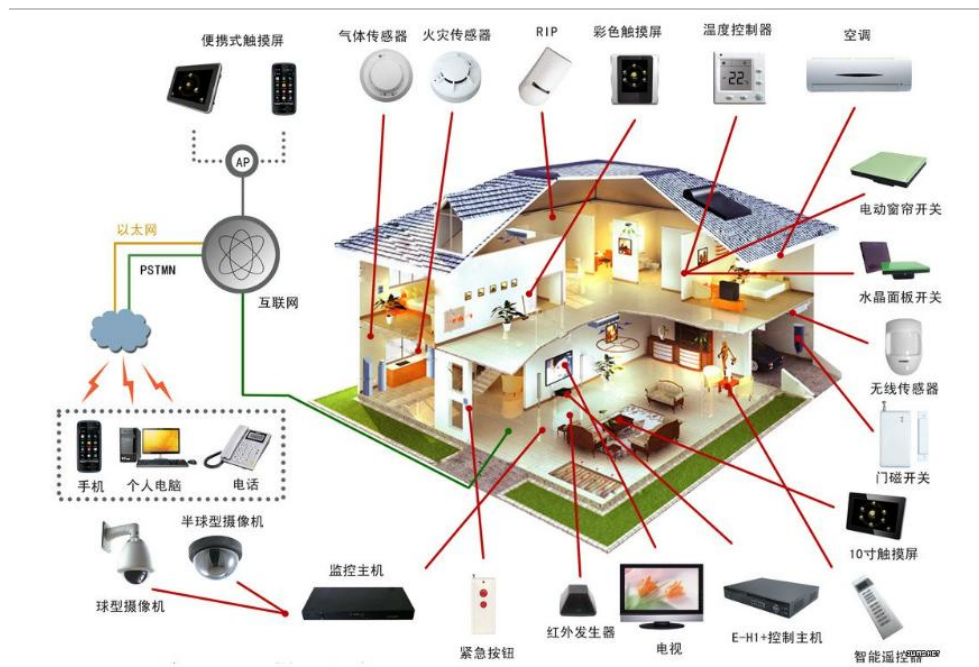 便携式触摸屏
气体传感器
火灾传感器
RIP
彩色触摸屏
温度控制器
空调
-22
AP
以太网
PSTMN
互联网
电动窗帘开关
水晶面板开关
无线传感器
门磁开关
10寸触摸屏
手机
个人电脑
电话
半球型摄像机
球型摄像机
监控主机
紧急按钮
红外发生器
电视
E-H1+控制主机
智能遥控器